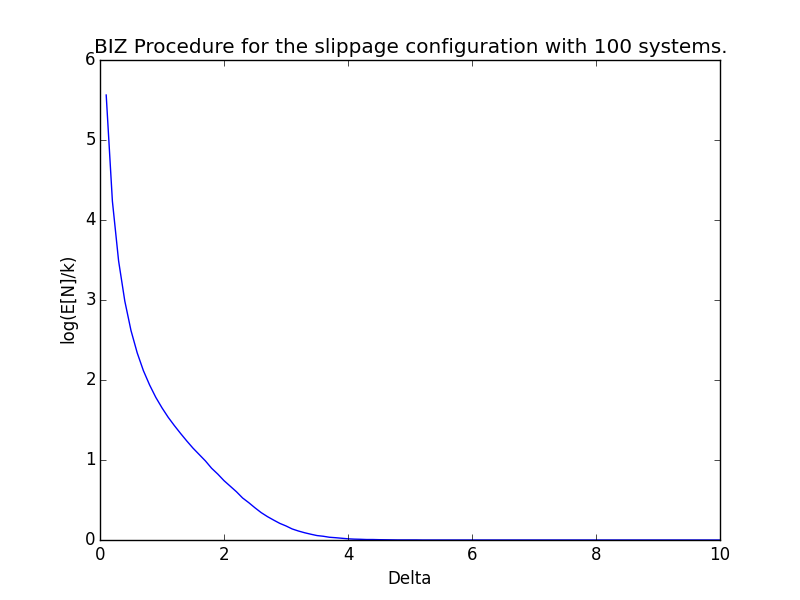 BIZ Procedure for the slippage configuration with 100 systems.
6
5
4
3
2
1
0
log(E[N]/k)
0 2 4 6 8 10
Delta